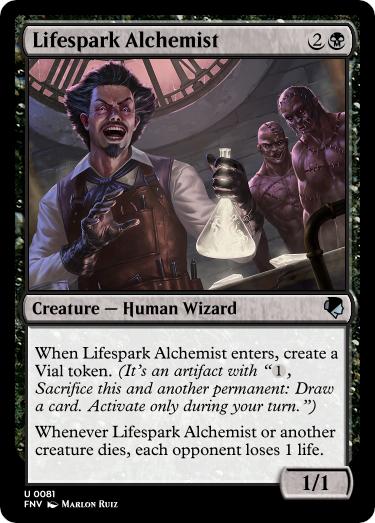 Lifespark Alchemist 2
Creature — Human Wizard
When Lifespark Alchemist enters, create a
Vial token. (It's an artifact with “1,
Sacrifice this and another permanent: Draw
a card. Activate only during your turn.”)
Whenever Lifespark Alchemist or another
creature dies, each opponent loses 1 life.
1/1
U 0081
FNV Marlon Ruiz